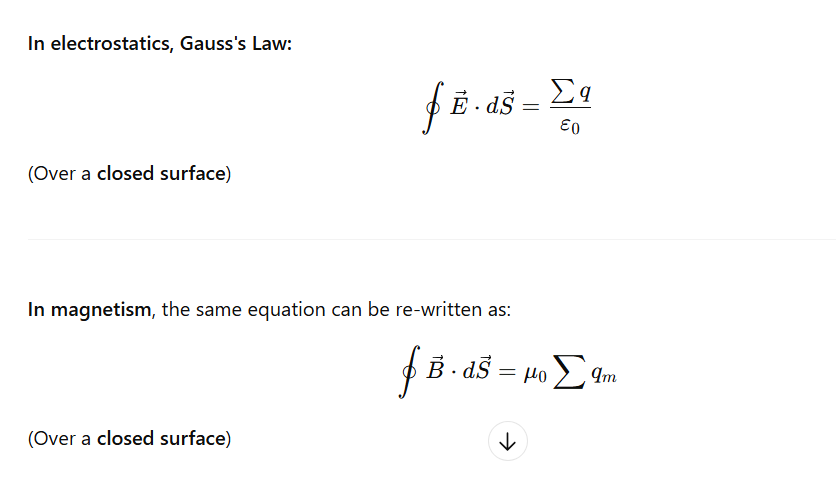 In electrostatics, Gauss's Law:
∮ E⃗ · dS⃗ = ∑q / ε₀
(Over a closed surface)
In magnetism, the same equation can be re-written as:
∮ B⃗ · dS⃗ = μ₀ ∑ qₘ
(Over a closed surface)